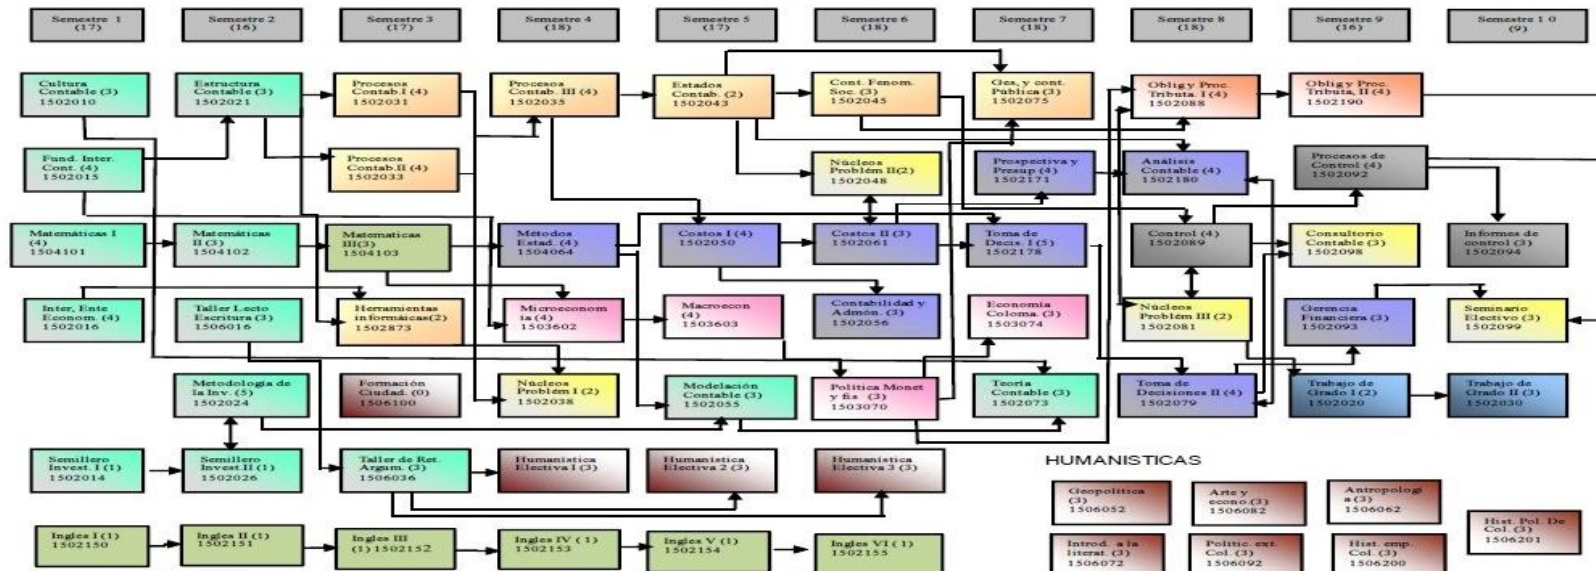 Semestre 1
(17)
Semestre 2
(16)
Semestre 3
(17)
Semestre 4
(18)
Semestre 5
(17)
Semestre 6
(18)
Semestre 7
(18)
Semestre 8
(18)
Semestre 9
(16)
Semestre 1 0
(9)
Cultura
Contable (3)
1502010
Estructura
Contable (3)
1502021
Procesos
Contab.I (4)
1502031
Procesos
Contab. III (4)
1502035
Estados
Contab. (2)
1502043
Cont. Fenom.
Soc. (3)
1502045
Ges, y cont.
Pública (3)
1502075
Oblig y Proc.
Tributa. I (4)
1502088
Oblig y Proc.
Tributa, II (4)
1502190
Fund. Inter.
Cont. (4)
1502015
Procesos
Contab.II (4)
1502033
Núcleos
Problém II(2)
1502048
Prospectiva y
Presup (4)
1502171
Análisis
Contable (4)
1502180
Procesos de
Control (4)
1502092
Matemáticas I
(4)
1504101
Matemáticas
II (3)
1504102
Matematicas
III(3)
1504103
Métodos
Estad. (4)
1504064
Costos I (4)
1502050
Costos II (3)
1502061
Toma de
Decis. I (5)
1502178
Control (4)
1502089
Consultorio
Contable (3)
1502098
Informes de
control (3)
1502094
Inter, Ente
Econom. (4)
1502016
Taller Lecto
Escritura (3)
1506016
Herramientas
informáicas(2)
1502873
Microeconom
ía (4)
1503602
Macroecon
(4)
1503603
Contabilidad y
Admón. (3)
1502056
Economía
Coloma. (3)
1503074
Núcleos
Problém III (2)
1502081
Gerencia
Financiera (3)
1502093
Seminario
Electivo (3)
1502099
Metodología de
la Inv. (5)
1502024
Formación
Ciudad. (0)
1506100
Núcleos
Problém I (2)
1502038
Modelación
Contable (3)
1502055
Política Monet
y fis (3)
1503070
Teoría
Contable (3)
1502073
Toma de
Decisiones II (4)
1502079
Trabajo de
Grado I (2)
1502020
Trabajo de
Grado II (3)
1502030
Semillero
Invest. I (1)
1502014
Semillero
Invest.II (1)
1502026
Taller de Ret.
Argum. (3)
1506036
Humanística
Electiva I (3)
Humanística
Electiva 2 (3)
Humanística
Electiva 3 (3)
HUMANISTICAS
Geopolítica
(3)
1506052
Arte y
econo.(3)
1506082
Antropologí
a (3)
1506062
Hist. Pol. De
Col. (3)
1506201
Ingles I (1)
1502150
Ingles II (1)
1502151
Ingles III
(1) 1502152
Ingles IV ( 1)
1502153
Ingles V (1)
1502154
Ingles VI ( 1)
1502155
Introd. a la
literat. (3)
1506072
Polític. ext.
Col. (3)
1506092
Hist. emp.
Col. (3)
1506200